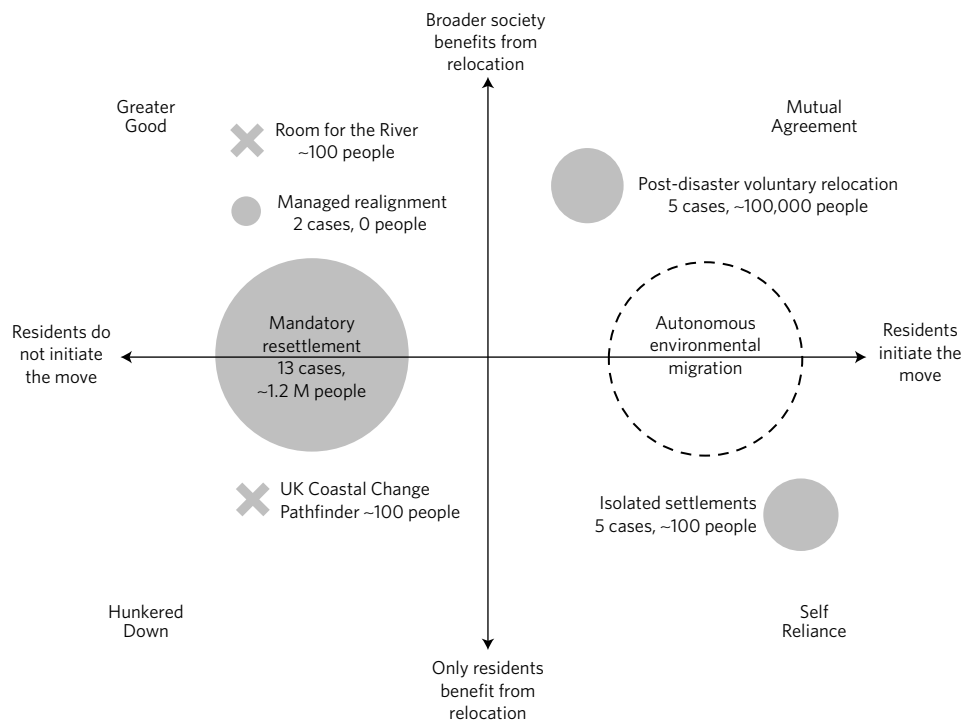 Broader society
benefits from
relocation
Greater
Good
Mutual
Agreement
Room for the River
~100 people
Managed realignment
2 cases, 0 people
Post-disaster voluntary relocation
5 cases, ~100,000 people
Residents do
not initiate
the move
Mandatory
resettlement
13 cases,
~1.2 M people
Autonomous
environmental
migration
Residents
initiate the
move
UK Coastal Change
Pathfinder ~100 people
Isolated settlements
5 cases, ~100 people
Hunkered
Down
Self
Reliance
Only residents
benefit from
relocation